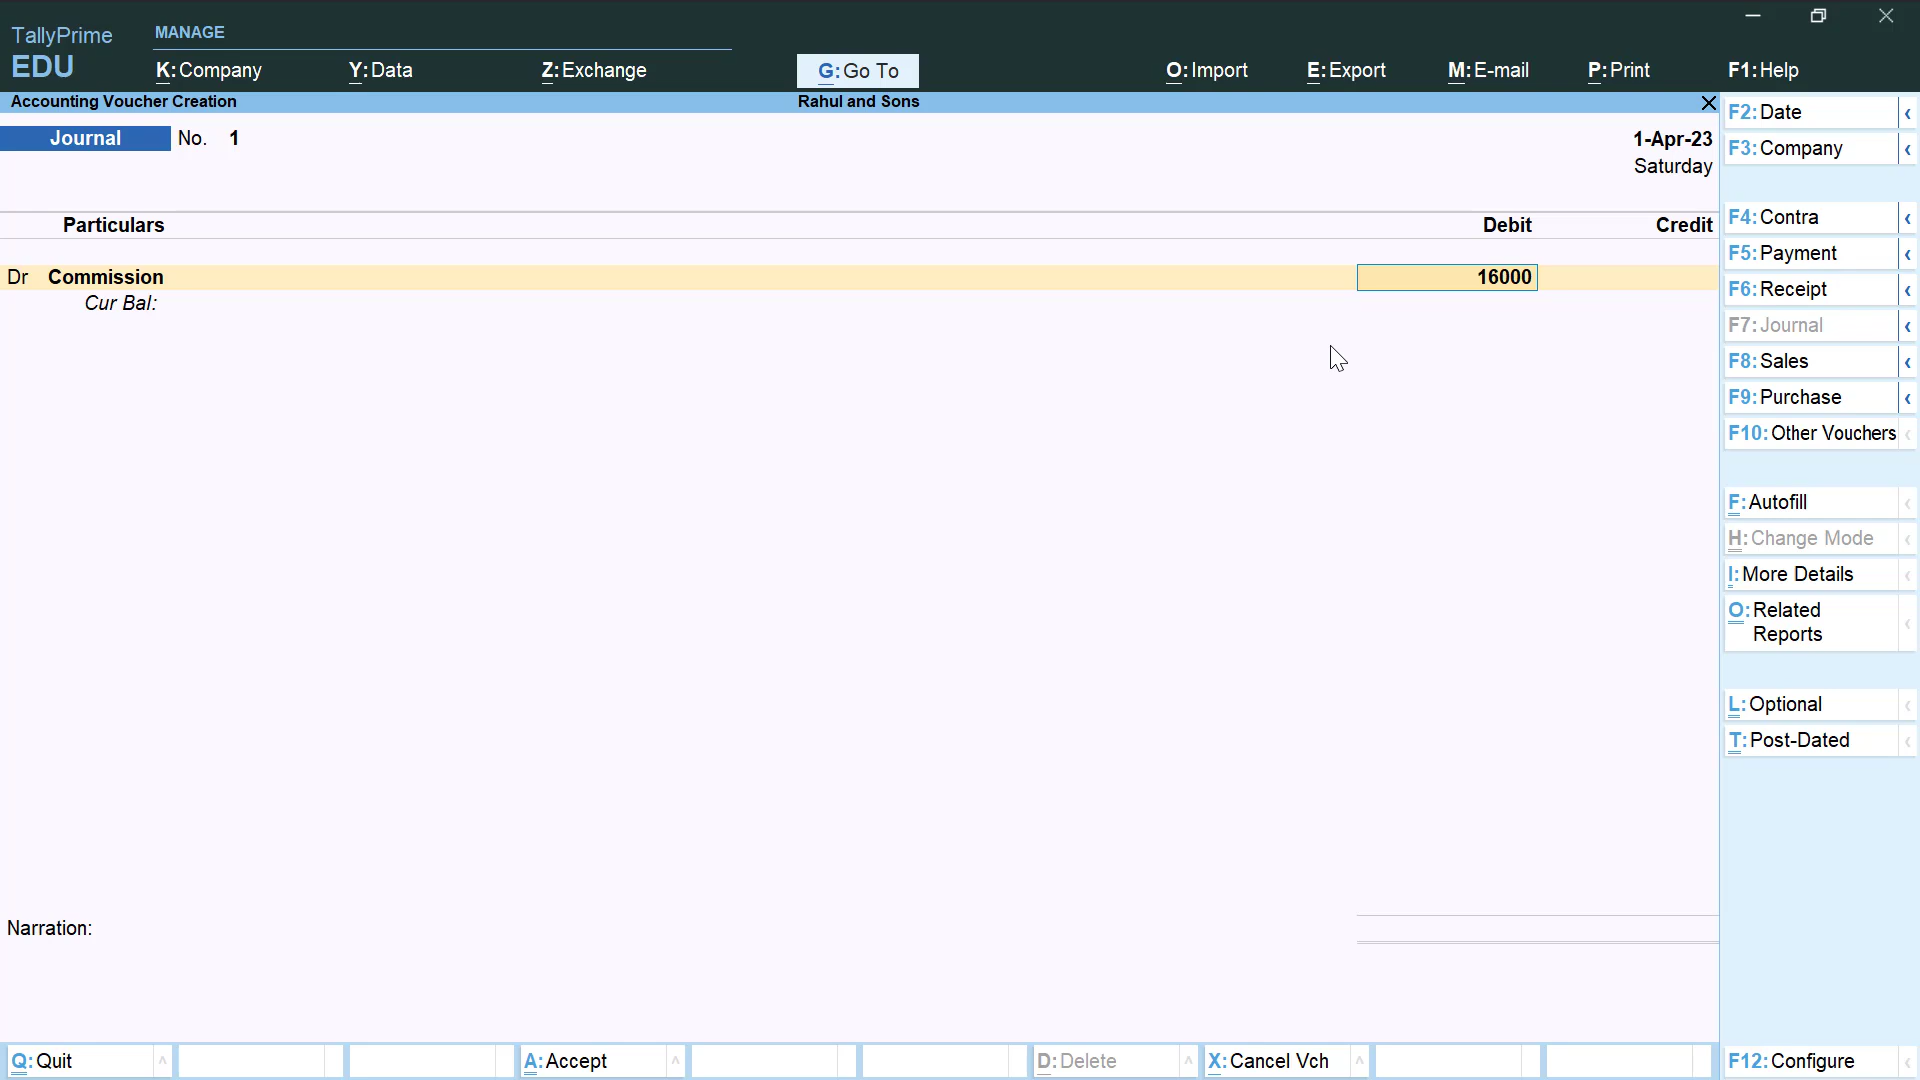 TallyPrime
EDU
MANAGE
K:Company
Y:Data
Z:Exchange
G:Go To
O:Import
E:Export
M:E-mail
P:Print
F1:Help
Accounting Voucher Creation
Rahul and Sons
Journal No. 1
1-Apr-23
Saturday
Particulars Debit Credit
Dr Commission 16000
Cur Bal:
Narration:
F2:Date
F3:Company
F4:Contra
F5:Payment
F6:Receipt
F7:Journal
F8:Sales
F9:Purchase
F10:Other Vouchers
F:Autofill
H:Change Mode
I:More Details
O:Related
Reports
L:Optional
T:Post-Dated
Q:Quit
A:Accept
D:Delete
X:Cancel Vch
F12:Configure